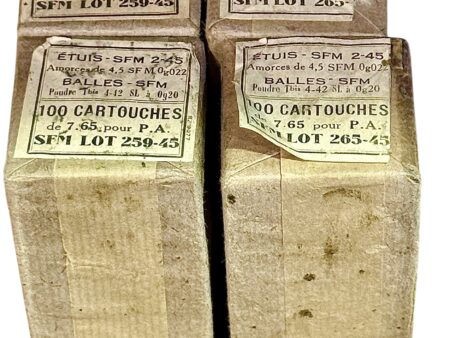 SFM LOT 259-45
SFM LOT 265-
ÉTUIS - SFM 2-45
Amorces de 4,5 SFM 0g022
BALLES - SFM
Poudre Tbis 4-42 SL à 0g20
100 CARTOUCHES
de 7.65 pour P.A.
SFM LOT 259-45
ÉTUIS - SFM 2-45
Amorces de 4,5 SFM 0g022
BALLES - SFM
Poudre Tbis 4-42 SL à 0g20
100 CARTOUCHES
de 7.65 pour P.A.
SFM LOT 265-45